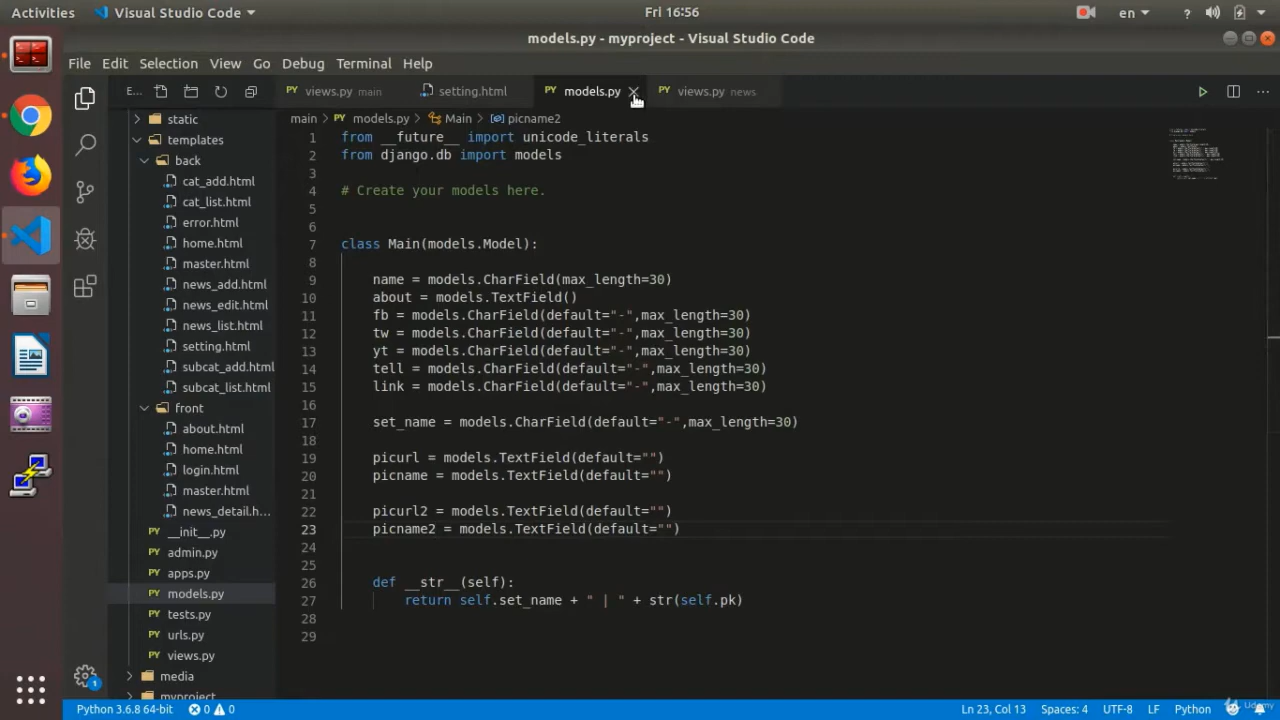 Activities Visual Studio Code Fri 16:56 en ?
models.py - myproject - Visual Studio Code
File Edit Selection View Go Debug Terminal Help
E... views.py main setting.html models.py views.py news
main > models.py > Main > picname2
static
templates
back
cat_add.html
cat_list.html
error.html
home.html
master.html
news_add.html
news_edit.html
news_list.html
setting.html
subcat_add.html
subcat_list.html
front
about.html
home.html
login.html
master.html
news_detail.h...
__init__.py
admin.py
apps.py
models.py
tests.py
urls.py
views.py
media
myproject
1 from __future__ import unicode_literals
2 from django.db import models
3
4 # Create your models here.
5
6
7 class Main(models.Model):
8
9 name = models.CharField(max_length=30)
10 about = models.TextField()
11 fb = models.CharField(default="-",max_length=30)
12 tw = models.CharField(default="-",max_length=30)
13 yt = models.CharField(default="-",max_length=30)
14 tell = models.CharField(default="-",max_length=30)
15 link = models.CharField(default="-",max_length=30)
16
17 set_name = models.CharField(default="-",max_length=30)
18
19 picurl = models.TextField(default="")
20 picname = models.TextField(default="")
21
22 picurl2 = models.TextField(default="")
23 picname2 = models.TextField(default="")
24
25
26 def __str__(self):
27 return self.set_name + " | " + str(self.pk)
28
29
1
Python 3.6.8 64-bit 0 0 Ln 23, Col 13 Spaces: 4 UTF-8 LF Python
Udemy